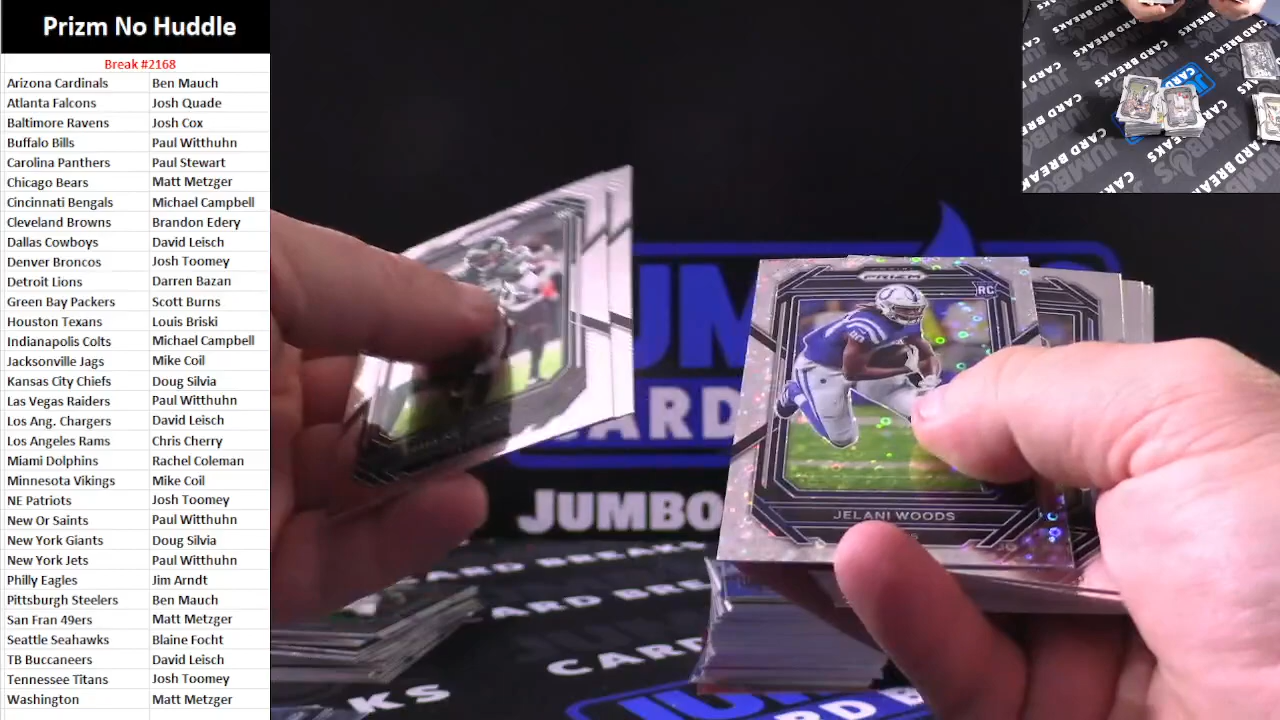 Prizm No Huddle
Break #2168
Arizona Cardinals Ben Mauch
Atlanta Falcons Josh Quade
Baltimore Ravens Josh Cox
Buffalo Bills Paul Witthuhn
Carolina Panthers Paul Stewart
Chicago Bears Matt Metzger
Cincinnati Bengals Michael Campbell
Cleveland Browns Brandon Edery
Dallas Cowboys David Leisch
Denver Broncos Josh Toomey
Detroit Lions Darren Bazan
Green Bay Packers Scott Burns
Houston Texans Louis Briski
Indianapolis Colts Michael Campbell
Jacksonville Jags Mike Coil
Kansas City Chiefs Doug Silvia
Las Vegas Raiders Paul Witthuhn
Los Ang. Chargers David Leisch
Los Angeles Rams Chris Cherry
Miami Dolphins Rachel Coleman
Minnesota Vikings Mike Coil
NE Patriots Josh Toomey
New Or Saints Paul Witthuhn
New York Giants Doug Silvia
New York Jets Paul Witthuhn
Philly Eagles Jim Arndt
Pittsburgh Steelers Ben Mauch
San Fran 49ers Matt Metzger
Seattle Seahawks Blaine Focht
TB Buccaneers David Leisch
Tennessee Titans Josh Toomey
Washington Matt Metzger
PRIZM
RC
JELANI WOODS
JUMBO
CARD BREAKS
CARD BREAKS
CARD BREAKS
JUMBO'S
CARD BREAKS